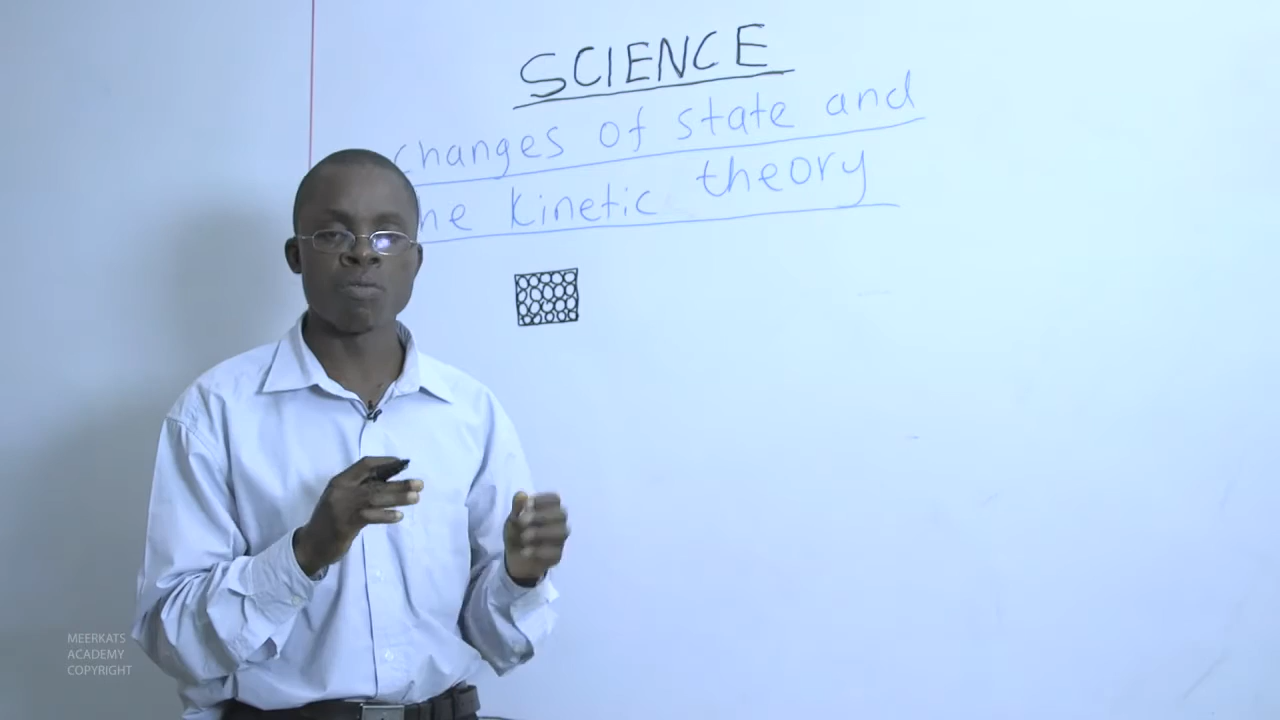 SCIENCE
changes of state and
he kinetic theory
MEERKATS
ACADEMY
COPYRIGHT